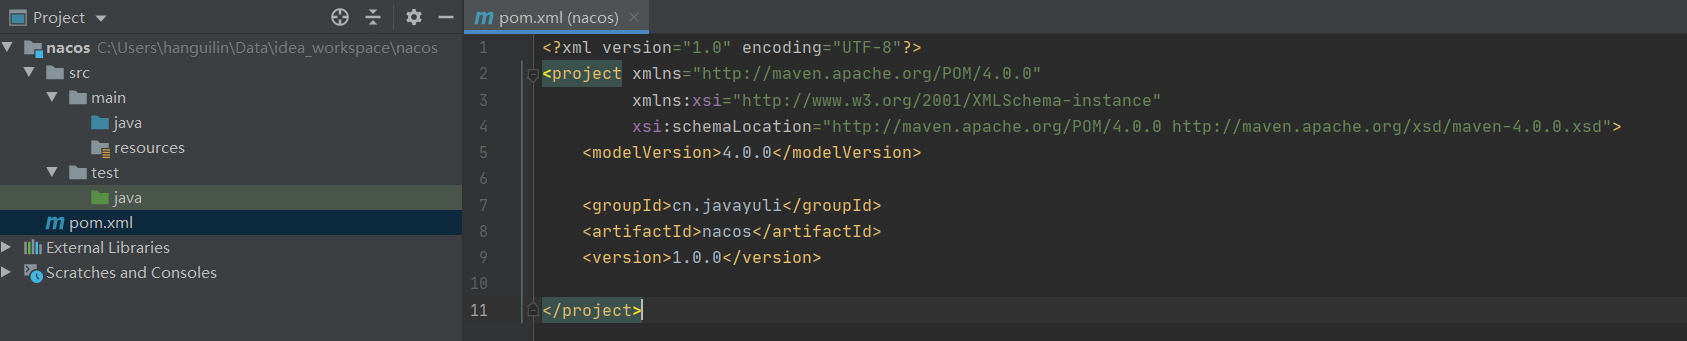 Project
nacos C:\Users\hanguilin\Data\idea_workspace\nacos
src
main
java
resources
test
java
pom.xml
External Libraries
Scratches and Consoles
pom.xml (nacos)
1 <?xml version="1.0" encoding="UTF-8"?>
2 <project xmlns="http://maven.apache.org/POM/4.0.0"
3 xmlns:xsi="http://www.w3.org/2001/XMLSchema-instance"
4 xsi:schemaLocation="http://maven.apache.org/POM/4.0.0 http://maven.apache.org/xsd/maven-4.0.0.xsd">
5 <modelVersion>4.0.0</modelVersion>
6
7 <groupId>cn.javayuli</groupId>
8 <artifactId>nacos</artifactId>
9 <version>1.0.0</version>
10
11 </project>